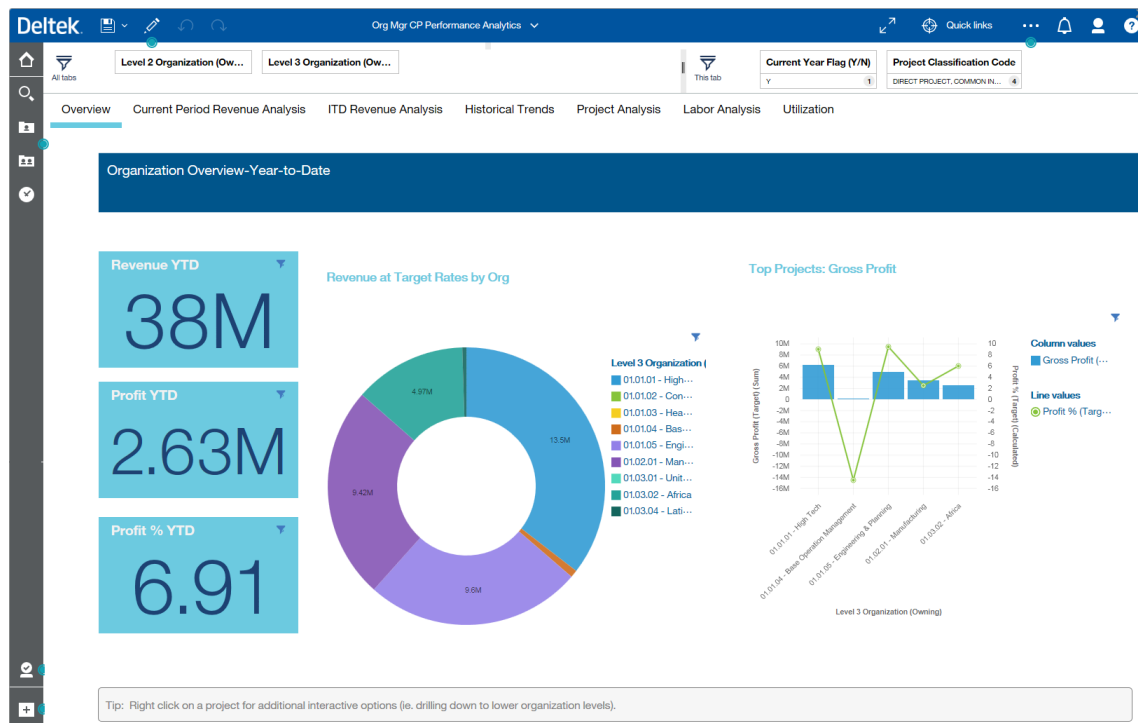 Deltek
Org Mgr CP Performance Analytics
Quick links
All tabs
Level 2 Organization (Ow...
Level 3 Organization (Ow...
This tab
Current Year Flag (Y/N)
Y
1
Project Classification Code
DIRECT PROJECT, COMMON IN...
4
Overview
Current Period Revenue Analysis
ITD Revenue Analysis
Historical Trends
Project Analysis
Labor Analysis
Utilization
Organization Overview-Year-to-Date
Revenue YTD
38M
Profit YTD
2.63M
Profit % YTD
6.91
Revenue at Target Rates by Org
13.5M
9.6M
9.42M
4.97M
Level 3 Organization (
01.01.01 - High...
01.01.02 - Con...
01.01.03 - Hea...
01.01.04 - Bas...
01.01.05 - Engi...
01.02.01 - Man...
01.03.01 - Unit...
01.03.02 - Africa
01.03.04 - Lati...
Top Projects: Gross Profit
Gross Profit (Target) (Sum)
10M
8M
6M
4M
2M
0
-2M
-4M
-6M
-8M
-10M
-12M
-14M
-16M
10
8
6
4
2
0
-2
-4
-6
-8
-10
-12
-14
-16
Profit % (Target) (Calculated)
01.01.01 - High Tech
01.01.04 - Base Operation Management
01.01.05 - Engineering & Planning
01.02.01 - Manufacturing
01.03.02 - Africa
Level 3 Organization (Owning)
Column values
Gross Profit (...
Line values
Profit % (Targ...
Tip: Right click on a project for additional interactive options (ie. drilling down to lower organization levels).